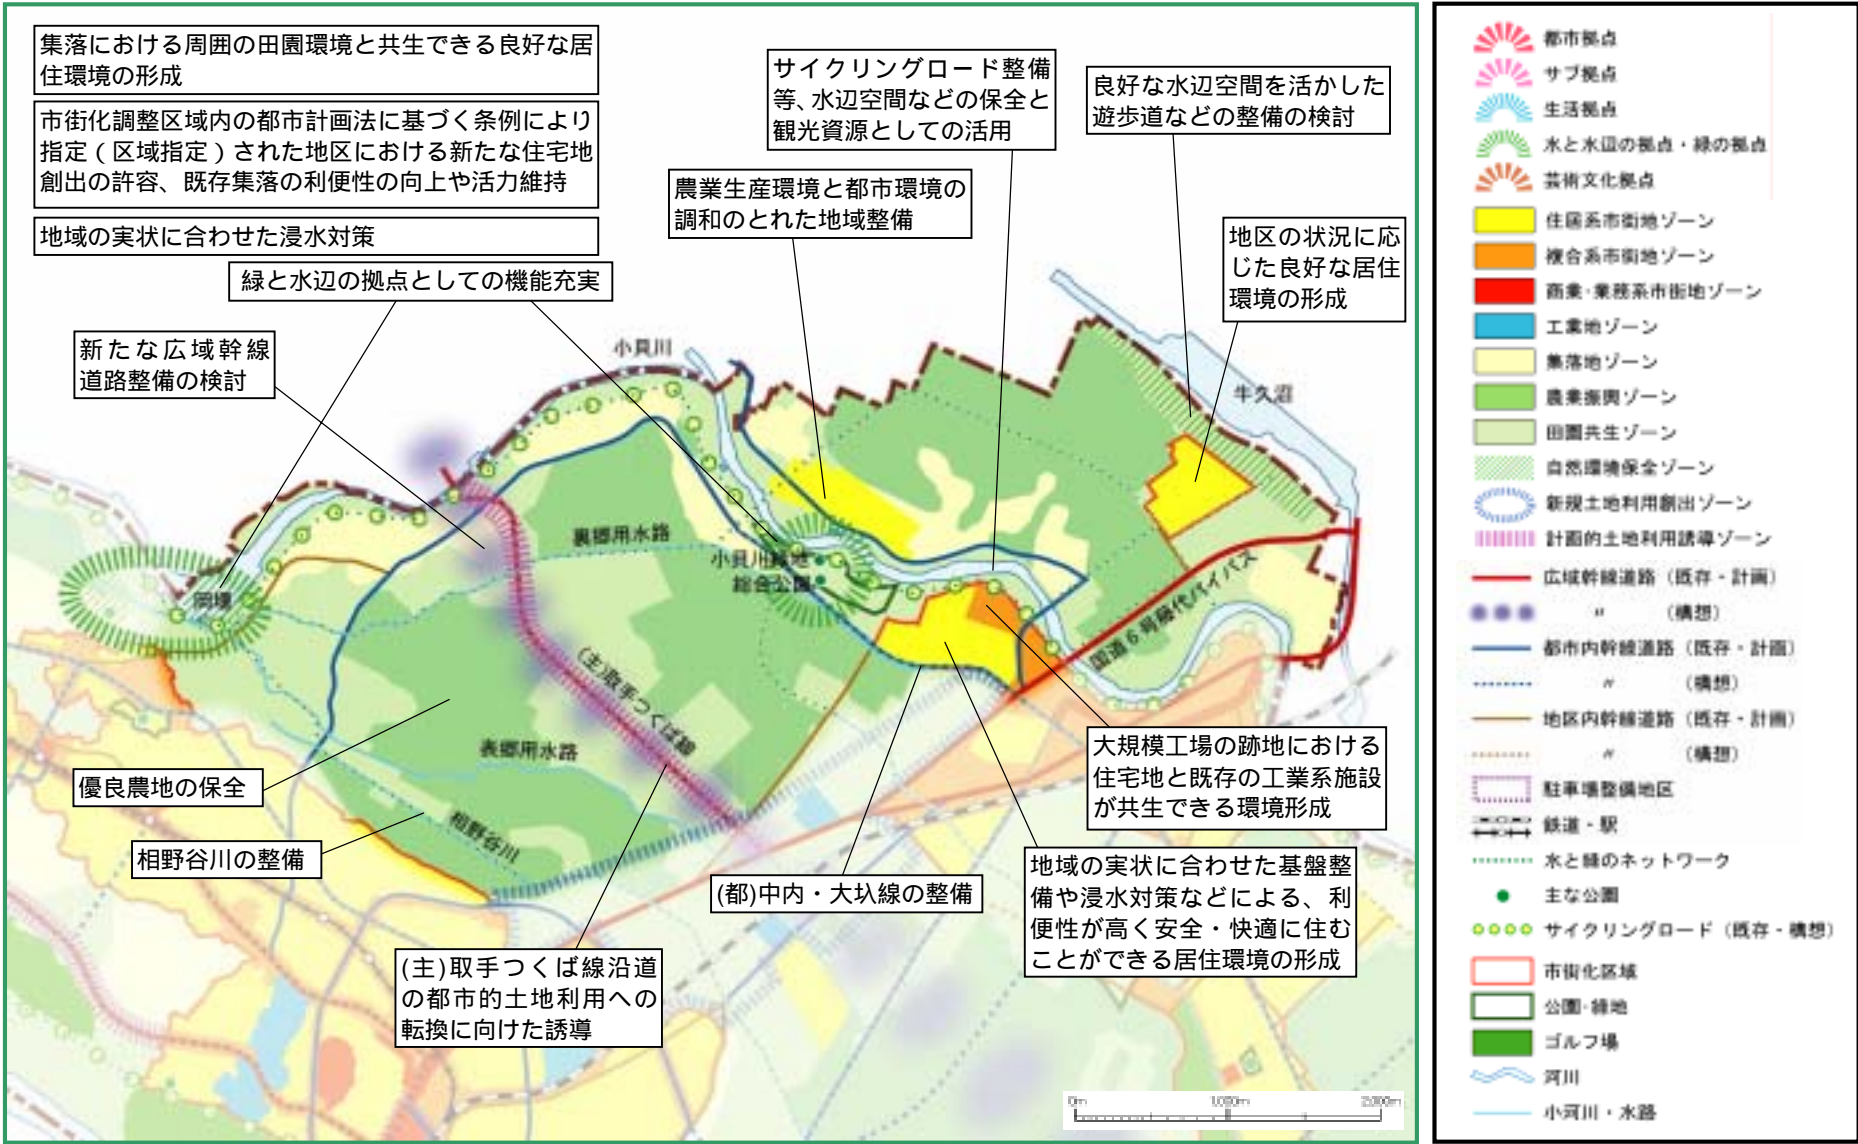 集落における周囲の田園環境と共生できる良好な居
住環境の形成
市街化調整区域内の都市計画法に基づく条例により
指定（区域指定）された地区における新たな住宅地
創出の許容、既存集落の利便性の向上や活力維持
地域の実状に合わせた浸水対策
緑と水辺の拠点としての機能充実
新たな広域幹線
道路整備の検討
サイクリングロード整備
等、水辺空間などの保全と
観光資源としての活用
良好な水辺空間を活かした
遊歩道などの整備の検討
農業生産環境と都市環境の
調和のとれた地域整備
地区の状況に応
じた良好な居住
環境の形成
小貝川
牛久沼
裏郷用水路
小貝川緑地
総合公園
岡堰
国道6号藤代バイパス
(主)取手つくば線
表郷用水路
相野谷川
優良農地の保全
相野谷川の整備
(都)中内・大圦線の整備
(主)取手つくば線沿道
の都市的土地利用への
転換に向けた誘導
大規模工場の跡地における
住宅地と既存の工業系施設
が共生できる環境形成
地域の実状に合わせた基盤整
備や浸水対策などによる、利
便性が高く安全・快適に住む
ことができる居住環境の形成
0m 1,000m 2,000m
都市拠点
サブ拠点
生活拠点
水と水辺の拠点・緑の拠点
芸術文化拠点
住居系市街地ゾーン
複合系市街地ゾーン
商業・業務系市街地ゾーン
工業地ゾーン
集落地ゾーン
農業振興ゾーン
田園共生ゾーン
自然環境保全ゾーン
新規土地利用創出ゾーン
計画的土地利用誘導ゾーン
広域幹線道路（既存・計画）
〃 （構想）
都市内幹線道路（既存・計画）
〃 （構想）
地区内幹線道路（既存・計画）
〃 （構想）
駐車場整備地区
鉄道・駅
水と緑のネットワーク
主な公園
サイクリングロード（既存・構想）
市街化区域
公園・緑地
ゴルフ場
河川
小河川・水路